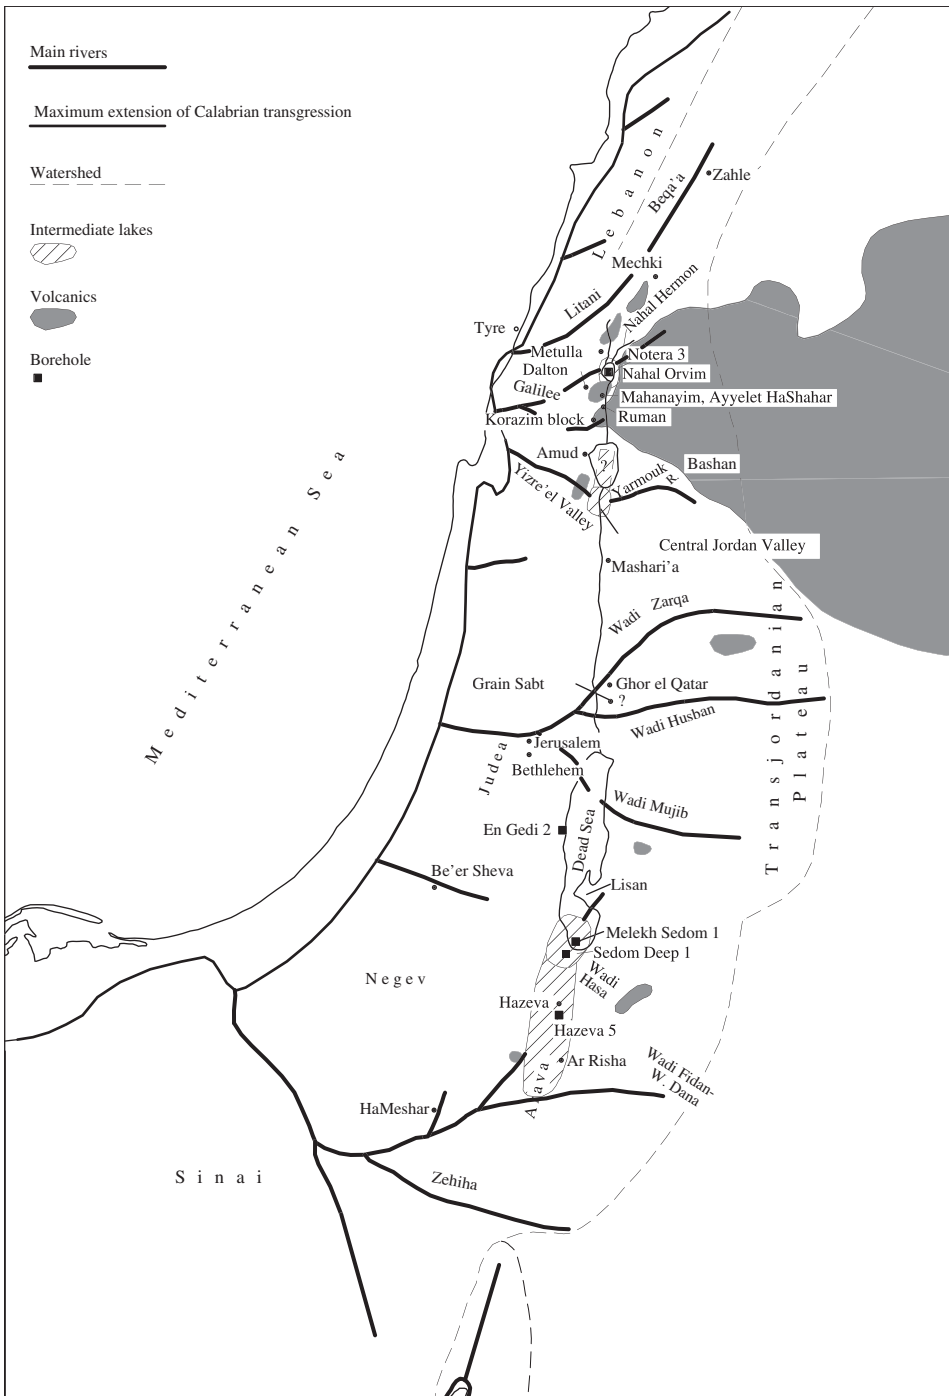 Main rivers
Maximum extension of Calabrian transgression
Watershed
Intermediate lakes
Volcanics
Borehole
Lebanon
Beqa'a
Zahle
Mechki
Litani
Nahal Hermon
Tyre
Metulla
Notera 3
Dalton
Nahal Orvim
Galilee
Mahanayim, Ayyelet HaShahar
Korazim block
Ruman
Amud
?
Yarmouk
R.
Bashan
Yizre'el Valley
Mediterranean Sea
Central Jordan Valley
Mashari'a
Wadi Zarqa
Grain Sabt
Ghor el Qatar
?
Wadi Husban
Transjordanian
Plateau
Judea
Jerusalem
Bethlehem
Wadi Mujib
En Gedi 2
Dead Sea
Be'er Sheva
Lisan
Melekh Sedom 1
Sedom Deep 1
Negev
Wadi
Hasa
Hazeva
Hazeva 5
Ar Risha
Arava
Wadi Fidan-
W. Dana
HaMeshar
Sinai
Zehiha